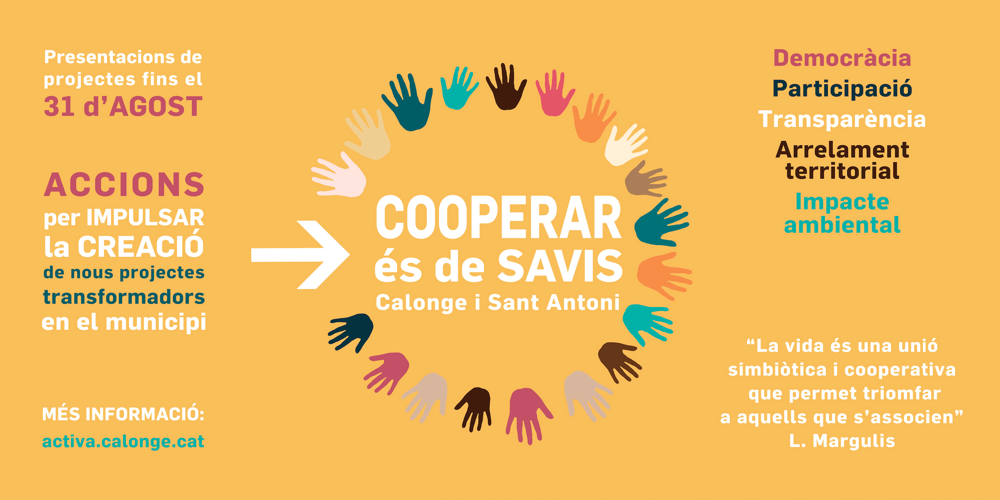 Presentacions de
projectes fins el
31 d’AGOST
ACCIONS
per IMPULSAR
la CREACIÓ
de nous projectes
transformadors
en el municipi
MÉS INFORMACIÓ:
activa.calonge.cat
COOPERAR
és de SAVIS
Calonge i Sant Antoni
Democràcia
Participació
Transparència
Arrelament
territorial
Impacte
ambiental
“La vida és una unió
simbiòtica i cooperativa
que permet triomfar
a aquells que s’associen”
L. Margulis